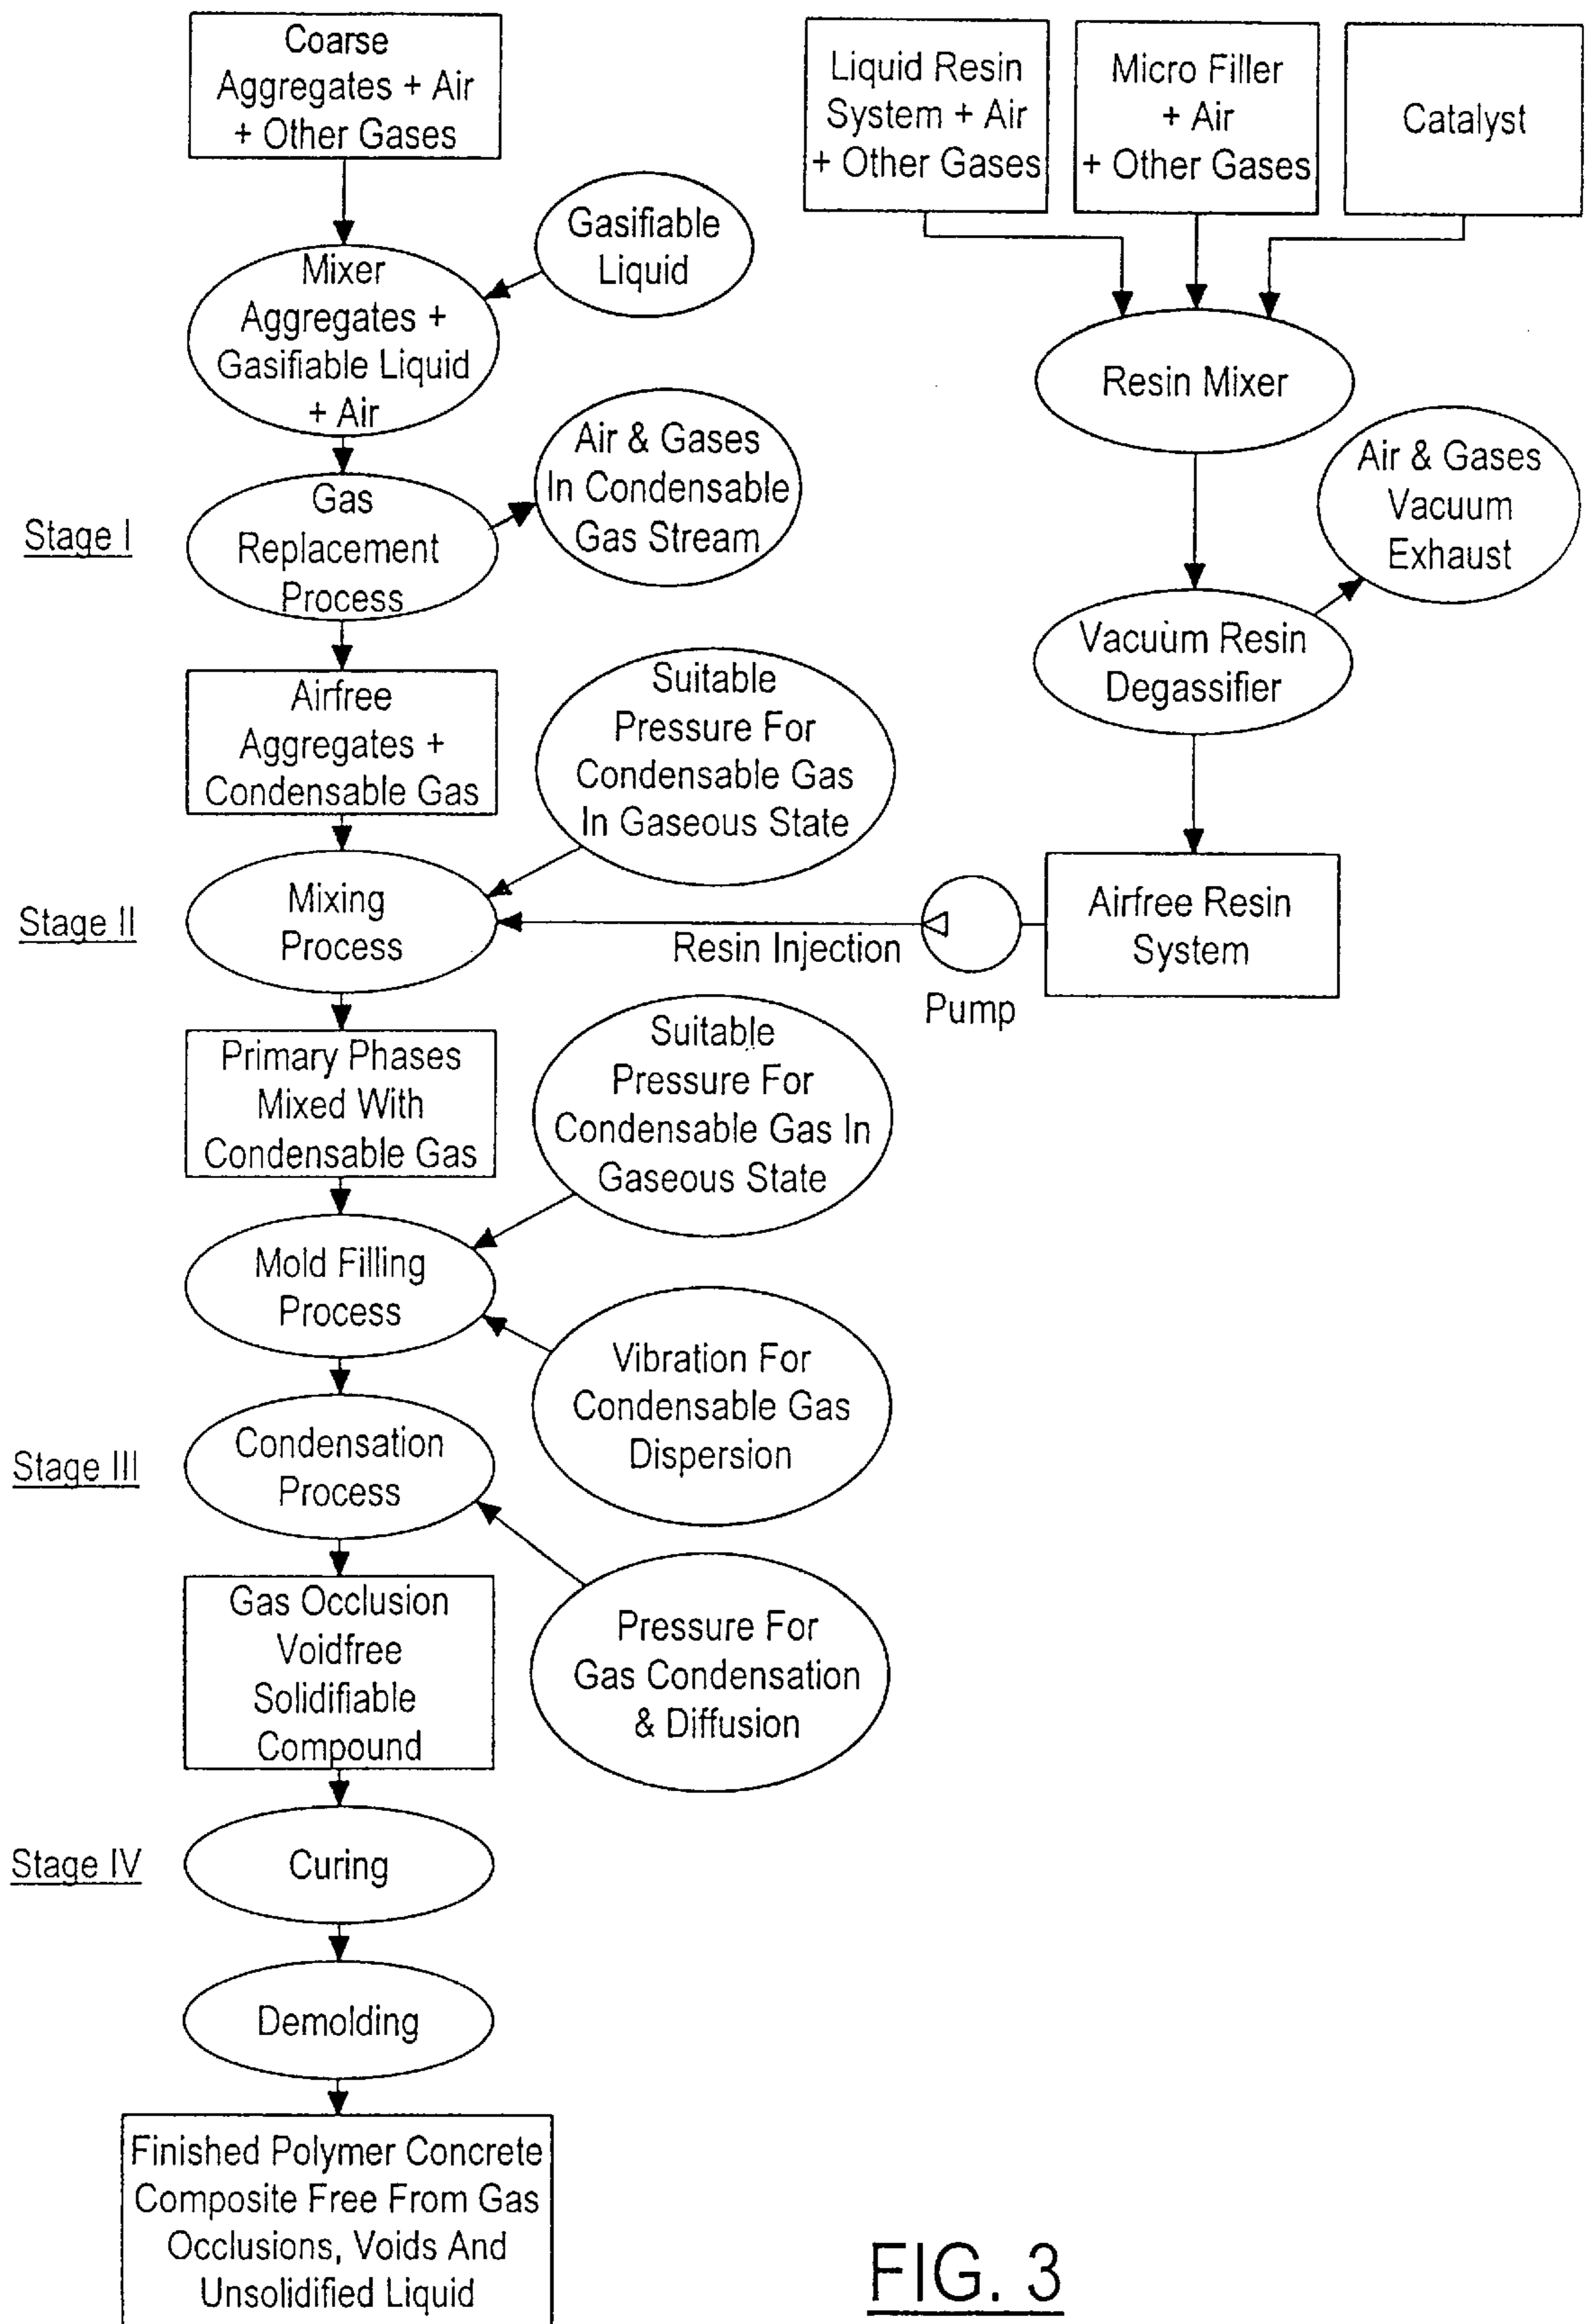 Coarse
Aggregates + Air
+ Other Gases
Liquid Resin
System + Air
+ Other Gases
Micro Filler
+ Air
+ Other Gases
Catalyst
Gasifiable
Liquid
Mixer
Aggregates +
Gasifiable Liquid
+ Air
Resin Mixer
Air & Gases
In Condensable
Gas Stream
Air & Gases
Vacuum
Exhaust
Stage I
Gas
Replacement
Process
Vacuum Resin
Degassifier
Airfree
Aggregates +
Condensable Gas
Suitable
Pressure For
Condensable Gas
In Gaseous State
Stage II
Mixing
Process
Resin Injection
Pump
Airfree Resin
System
Primary Phases
Mixed With
Condensable Gas
Suitable
Pressure For
Condensable Gas In
Gaseous State
Mold Filling
Process
Vibration For
Condensable Gas
Dispersion
Stage III
Condensation
Process
Gas Occlusion
Voidfree
Solidifiable
Compound
Pressure For
Gas Condensation
& Diffusion
Stage IV
Curing
Demolding
Finished Polymer Concrete
Composite Free From Gas
Occlusions, Voids And
Unsolidified Liquid
FIG. 3